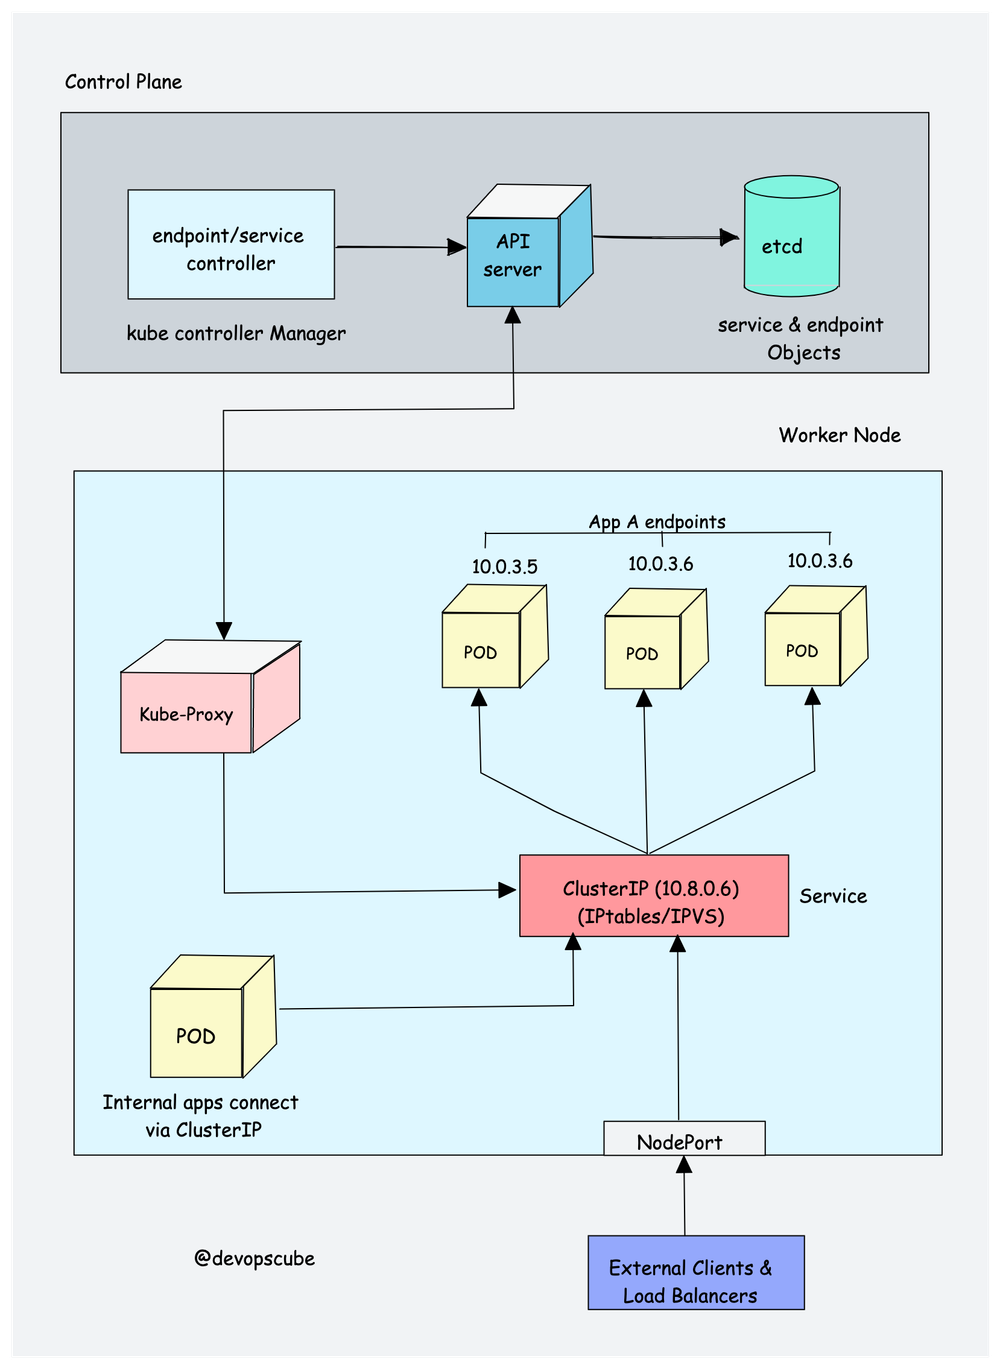 Control Plane
endpoint/service
controller
API
server
etcd
kube controller Manager
service & endpoint
Objects
Worker Node
App A endpoints
10.0.3.5
10.0.3.6
10.0.3.6
POD
POD
POD
Kube-Proxy
ClusterIP (10.8.0.6)
(IPtables/IPVS)
Service
POD
Internal apps connect
via ClusterIP
NodePort
@devopscube
External Clients &
Load Balancers